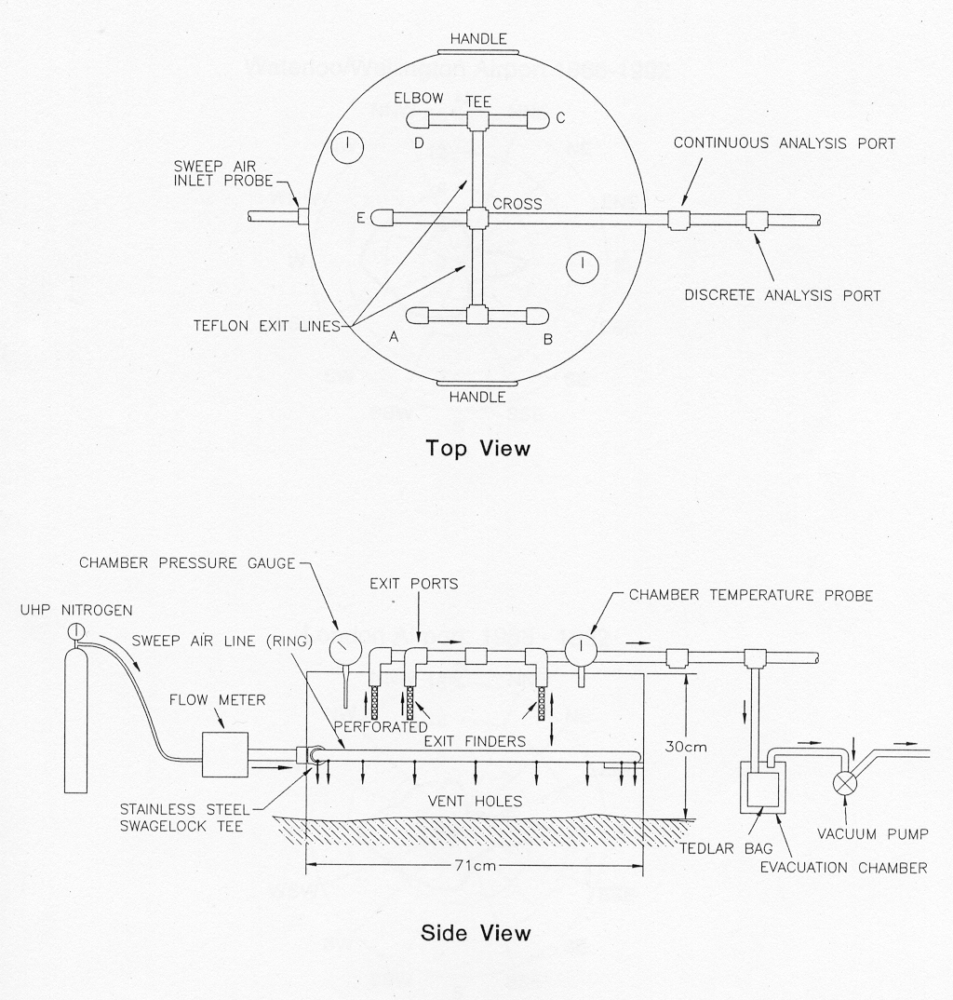 HANDLE
ELBOW
TEE
C
D
CONTINUOUS ANALYSIS PORT
SWEEP AIR
INLET PROBE
CROSS
E
DISCRETE ANALYSIS PORT
TEFLON EXIT LINES
A
B
HANDLE
Top View
CHAMBER PRESSURE GAUGE
EXIT PORTS
CHAMBER TEMPERATURE PROBE
UHP NITROGEN
SWEEP AIR LINE (RING)
FLOW METER
PERFORATED
EXIT FINDERS
30cm
VENT HOLES
STAINLESS STEEL
SWAGELOCK TEE
VACUUM PUMP
TEDLAR BAG
EVACUATION CHAMBER
71cm
Side View